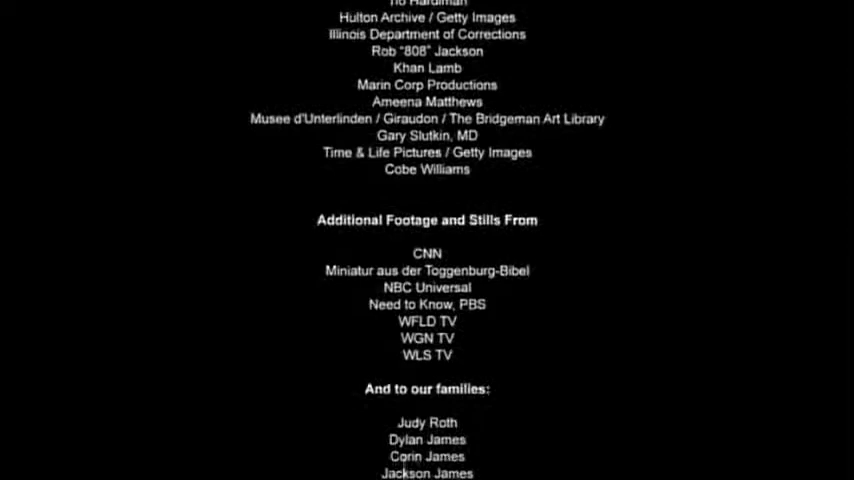 Tio Hardiman
Hulton Archive / Getty Images
Illinois Department of Corrections
Rob "808" Jackson
Khan Lamb
Marin Corp Productions
Ameena Matthews
Musee d'Unterlinden / Giraudon / The Bridgeman Art Library
Gary Slutkin, MD
Time & Life Pictures / Getty Images
Cobe Williams
Additional Footage and Stills From
CNN
Miniatur aus der Toggenburg-Bibel
NBC Universal
Need to Know, PBS
WFLD TV
WGN TV
WLS TV
And to our families:
Judy Roth
Dylan James
Corin James
Jackson James